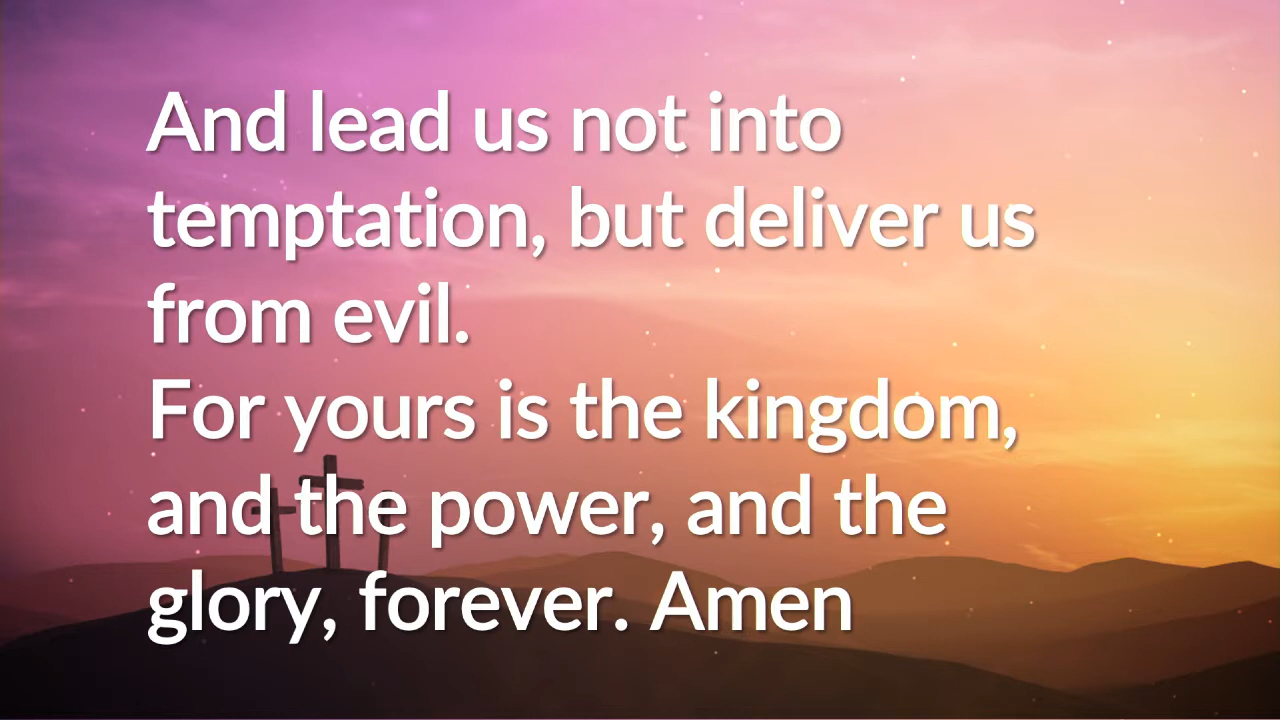 And lead us not into
temptation, but deliver us
from evil.
For yours is the kingdom,
and the power, and the
glory, forever. Amen